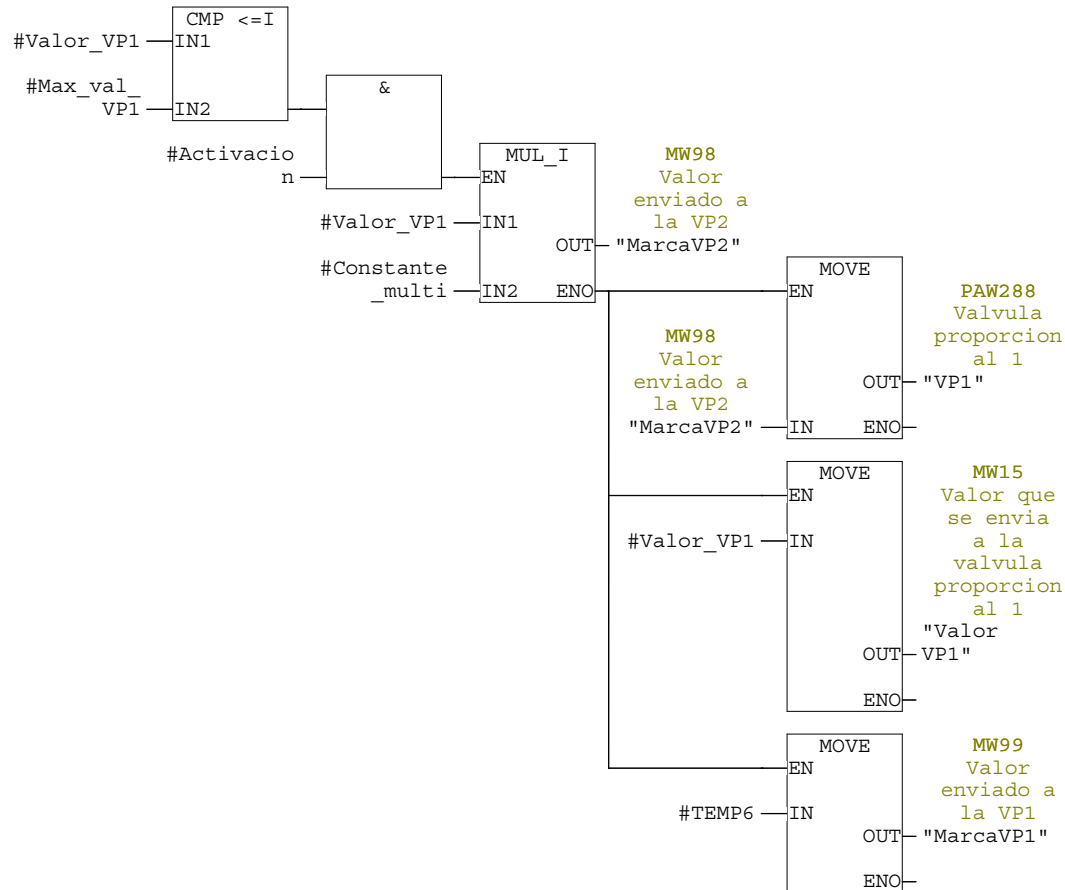 CMP <=I
#Valor_VP1
IN1
#Max_val_
VP1
IN2
&
#Activacio
n
MUL_I
EN
#Valor_VP1
IN1
MW98
Valor
enviado a
la VP2
OUT
"MarcaVP2"
#Constante
_multi
IN2
ENO
MOVE
EN
PAW288
Valvula
proporcion
al 1
OUT
"VP1"
MW98
Valor
enviado a
la VP2
"MarcaVP2"
IN
ENO
MOVE
EN
MW15
Valor que
se envia
a la
valvula
proporcion
al 1
#Valor_VP1
IN
"Valor
OUT
VP1"
ENO
MOVE
EN
MW99
Valor
enviado a
la VP1
#TEMP6
IN
OUT
"MarcaVP1"
ENO